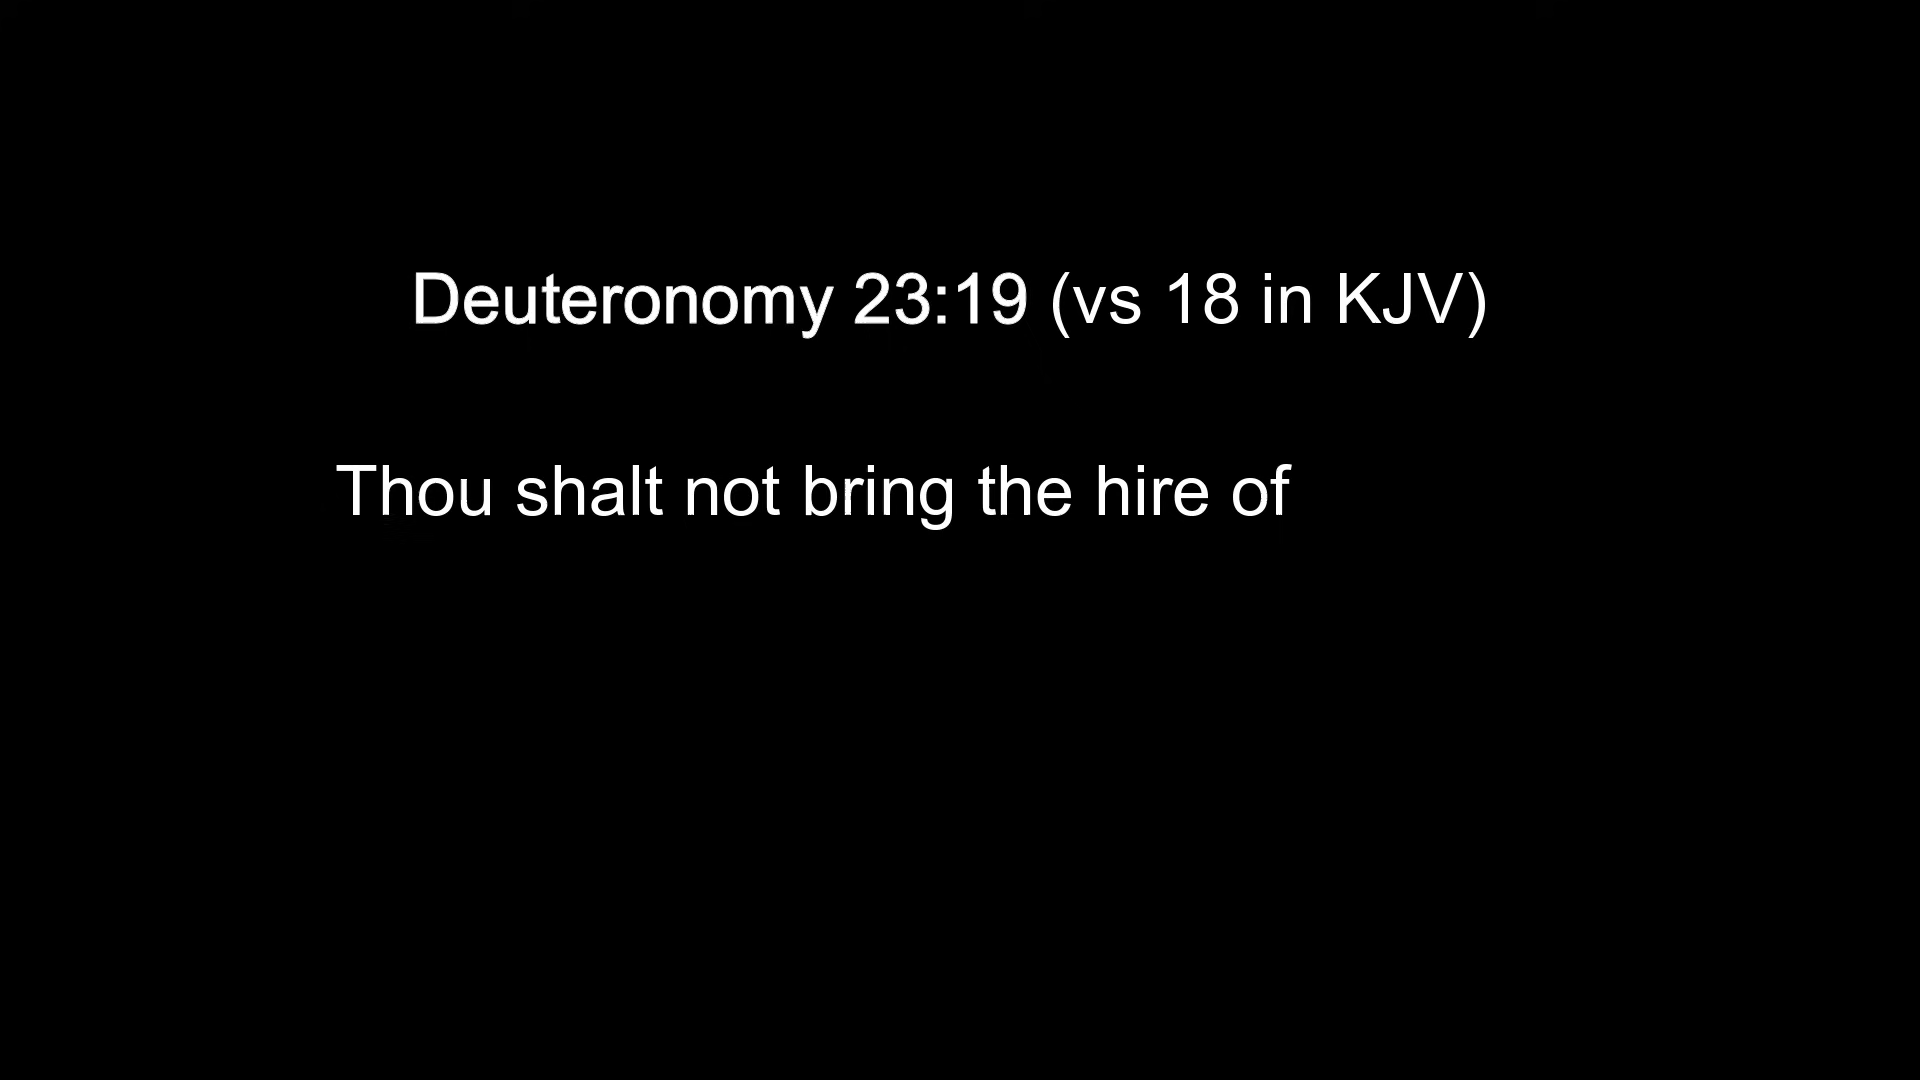 Deuteronomy 23:19 (vs 18 in KJV)
Thou shalt not bring the hire of